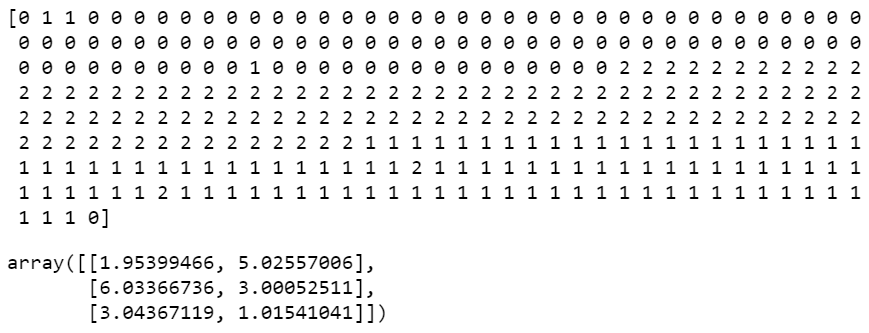 [0 1 1 0 0 0 0 0 0 0 0 0 0 0 0 0 0 0 0 0 0 0 0 0 0 0 0 0 0 0 0 0 0 0 0 0 0
0 0 0 0 0 0 0 0 0 0 0 0 0 0 0 0 0 0 0 0 0 0 0 0 0 0 0 0 0 0 0 0 0 0 0 0 0
0 0 0 0 0 0 0 0 0 0 1 0 0 0 0 0 0 0 0 0 0 0 0 0 0 0 2 2 2 2 2 2 2 2 2 2 2
2 2 2 2 2 2 2 2 2 2 2 2 2 2 2 2 2 2 2 2 2 2 2 2 2 2 2 2 2 2 2 2 2 2 2 2 2
2 2 2 2 2 2 2 2 2 2 2 2 2 2 2 2 2 2 2 2 2 2 2 2 2 2 2 2 2 2 2 2 2 2 2 2 2
2 2 2 2 2 2 2 2 2 2 2 2 2 2 2 1 1 1 1 1 1 1 1 1 1 1 1 1 1 1 1 1 1 1 1 1 1
1 1 1 1 1 1 1 1 1 1 1 1 1 1 1 1 1 2 1 1 1 1 1 1 1 1 1 1 1 1 1 1 1 1 1 1 1
1 1 1 1 1 1 2 1 1 1 1 1 1 1 1 1 1 1 1 1 1 1 1 1 1 1 1 1 1 1 1 1 1 1 1 1 1
1 1 1 0]
array([[1.95399466, 5.02557006],
[6.03366736, 3.00052511],
[3.04367119, 1.01541041]])